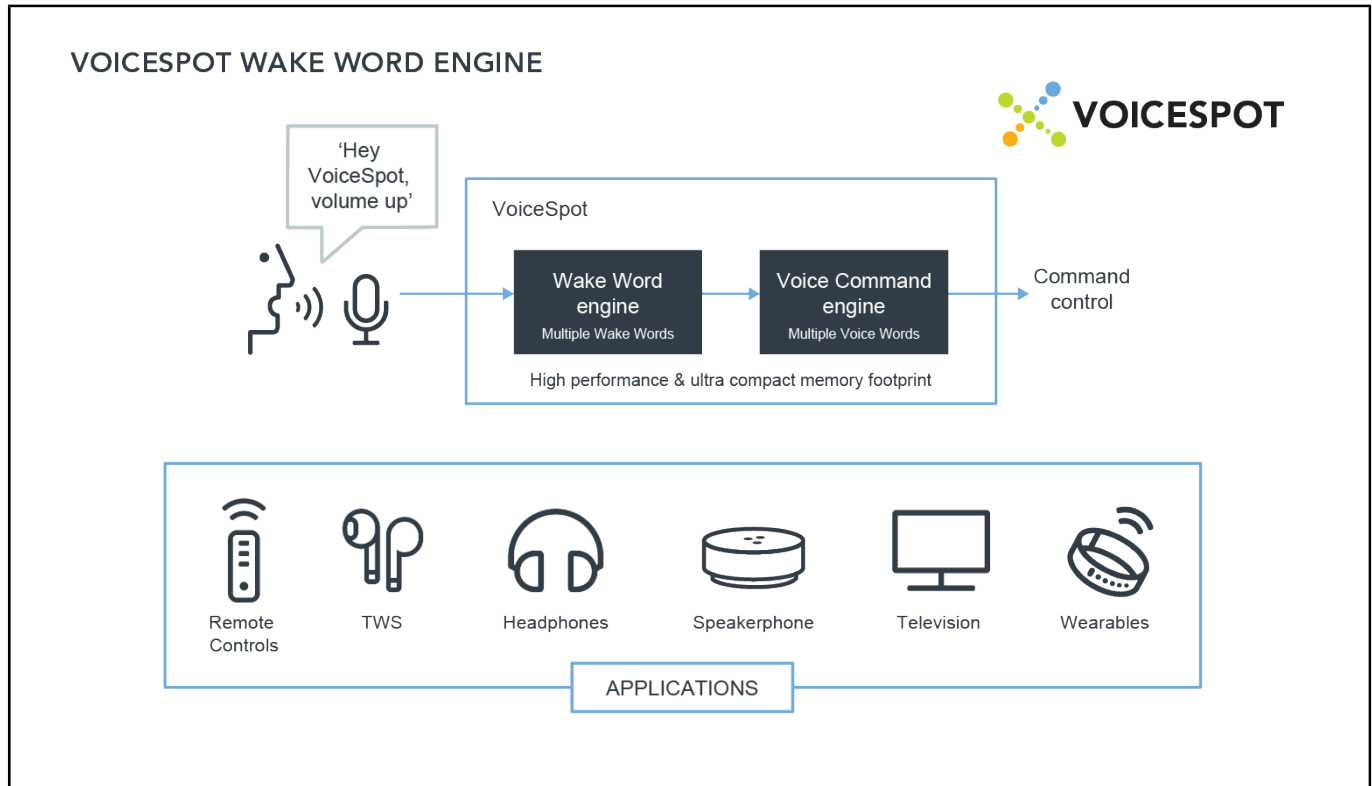 VOICESPOT WAKE WORD ENGINE
VOICESPOT
‘Hey
VoiceSpot,
volume up’
VoiceSpot
Wake Word
engine
Multiple Wake Words
Voice Command
engine
Multiple Voice Words
Command
control
High performance & ultra compact memory footprint
Remote
Controls
TWS
Headphones
Speakerphone
Television
Wearables
APPLICATIONS